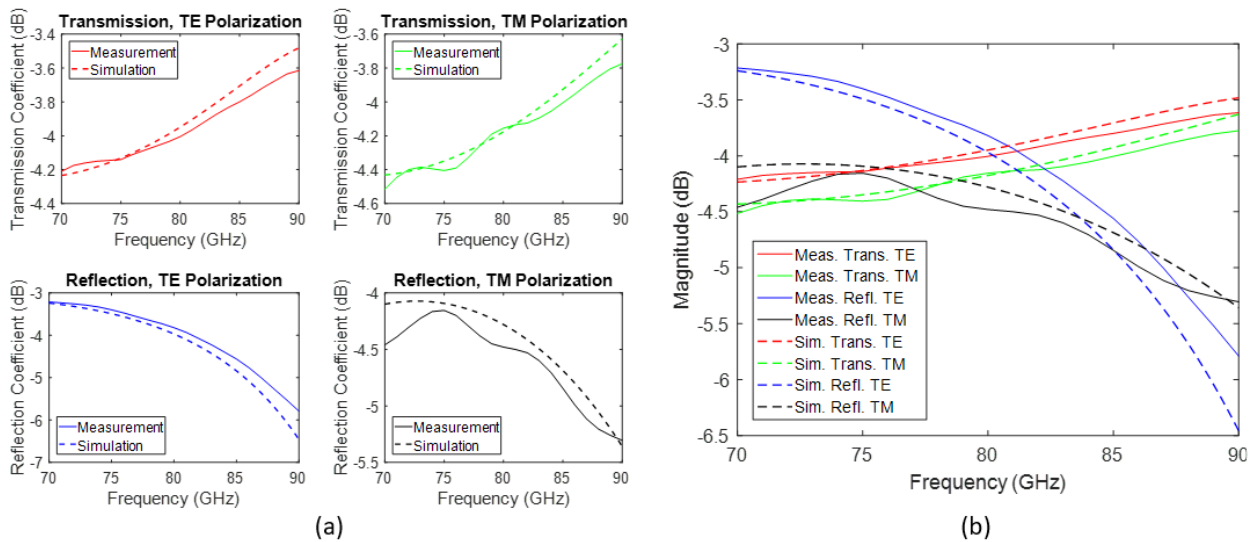 Transmission, TE Polarization
Transmission Coefficient (dB)
-3.4
-3.6
-3.8
-4
-4.2
-4.4
Measurement
Simulation
70 75 80 85 90
Frequency (GHz)
Transmission, TM Polarization
Transmission Coefficient (dB)
-3.6
-3.8
-4
-4.2
-4.4
-4.6
Measurement
Simulation
70 75 80 85 90
Frequency (GHz)
Reflection, TE Polarization
Reflection Coefficient (dB)
-3
-4
-5
-6
-7
Measurement
Simulation
70 75 80 85 90
Frequency (GHz)
Reflection, TM Polarization
Reflection Coefficient (dB)
-4
-4.5
-5
-5.5
Measurement
Simulation
70 75 80 85 90
Frequency (GHz)
(a)
Magnitude (dB)
-3
-3.5
-4
-4.5
-5
-5.5
-6
-6.5
Meas. Trans. TE
Meas. Trans. TM
Meas. Refl. TE
Meas. Refl. TM
Sim. Trans. TE
Sim. Trans. TM
Sim. Refl. TE
Sim. Refl. TM
70 75 80 85 90
Frequency (GHz)
(b)